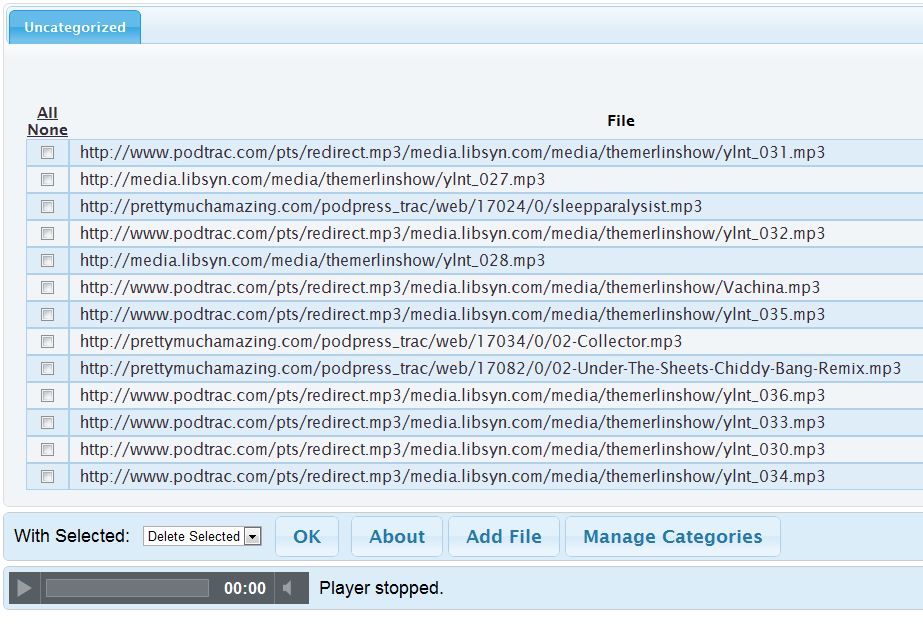 Uncategorized
All
None
File
http://www.podtrac.com/pts/redirect.mp3/media.libsyn.com/media/themerlinshow/ylnt_031.mp3
http://media.libsyn.com/media/themerlinshow/ylnt_027.mp3
http://prettymuchamazing.com/podpress_trac/web/17024/0/sleepparalysist.mp3
http://www.podtrac.com/pts/redirect.mp3/media.libsyn.com/media/themerlinshow/ylnt_032.mp3
http://media.libsyn.com/media/themerlinshow/ylnt_028.mp3
http://www.podtrac.com/pts/redirect.mp3/media.libsyn.com/media/themerlinshow/Vachina.mp3
http://www.podtrac.com/pts/redirect.mp3/media.libsyn.com/media/themerlinshow/ylnt_035.mp3
http://prettymuchamazing.com/podpress_trac/web/17034/0/02-Collector.mp3
http://prettymuchamazing.com/podpress_trac/web/17082/0/02-Under-The-Sheets-Chiddy-Bang-Remix.mp3
http://www.podtrac.com/pts/redirect.mp3/media.libsyn.com/media/themerlinshow/ylnt_036.mp3
http://www.podtrac.com/pts/redirect.mp3/media.libsyn.com/media/themerlinshow/ylnt_033.mp3
http://www.podtrac.com/pts/redirect.mp3/media.libsyn.com/media/themerlinshow/ylnt_030.mp3
http://www.podtrac.com/pts/redirect.mp3/media.libsyn.com/media/themerlinshow/ylnt_034.mp3
With Selected: Delete Selected OK About Add File Manage Categories
00:00 Player stopped.